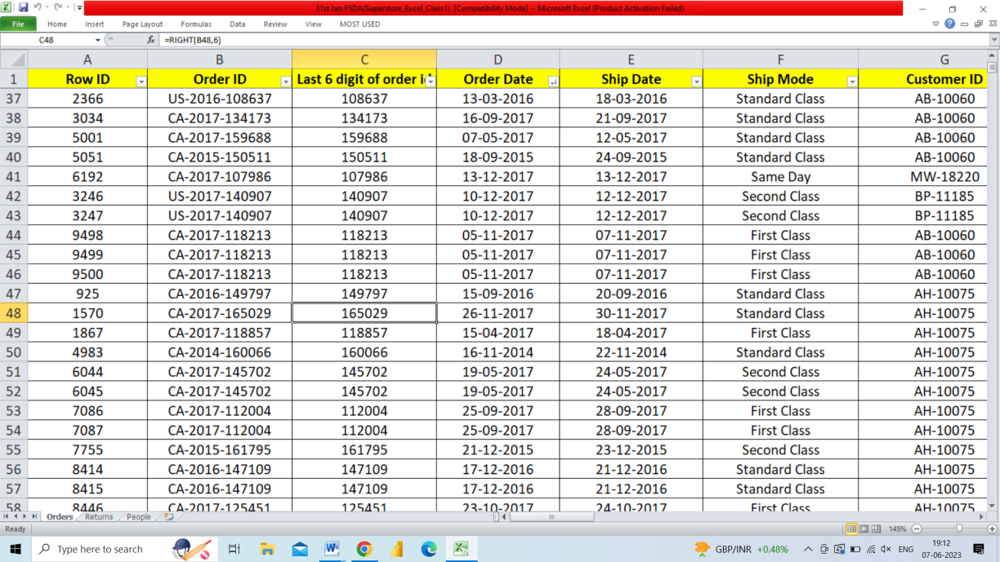 31st Jan FSDA(Superstore_Excel_Class1) [Compatibility Mode] - Microsoft Excel (Product Activation Failed)
File Home Insert Page Layout Formulas Data Review View MOST USED
C48 fx =RIGHT(B48,6)
A B C D E F G
1 Row ID Order ID Last 6 digit of order i Order Date Ship Date Ship Mode Customer ID
37 2366 US-2016-108637 108637 13-03-2016 18-03-2016 Standard Class AB-10060
38 3034 CA-2017-134173 134173 16-09-2017 21-09-2017 Standard Class AB-10060
39 5001 CA-2017-159688 159688 07-05-2017 12-05-2017 Standard Class AB-10060
40 5051 CA-2015-150511 150511 18-09-2015 24-09-2015 Standard Class AB-10060
41 6192 CA-2017-107986 107986 13-12-2017 13-12-2017 Same Day MW-18220
42 3246 US-2017-140907 140907 10-12-2017 12-12-2017 Second Class BP-11185
43 3247 US-2017-140907 140907 10-12-2017 12-12-2017 Second Class BP-11185
44 9498 CA-2017-118213 118213 05-11-2017 07-11-2017 First Class AB-10060
45 9499 CA-2017-118213 118213 05-11-2017 07-11-2017 First Class AB-10060
46 9500 CA-2017-118213 118213 05-11-2017 07-11-2017 First Class AB-10060
47 925 CA-2016-149797 149797 15-09-2016 20-09-2016 Standard Class AH-10075
48 1570 CA-2017-165029 165029 26-11-2017 30-11-2017 Standard Class AH-10075
49 1867 CA-2017-118857 118857 15-04-2017 18-04-2017 First Class AH-10075
50 4983 CA-2014-160066 160066 16-11-2014 22-11-2014 Standard Class AH-10075
51 6044 CA-2017-145702 145702 19-05-2017 24-05-2017 Second Class AH-10075
52 6045 CA-2017-145702 145702 19-05-2017 24-05-2017 Second Class AH-10075
53 7086 CA-2017-112004 112004 25-09-2017 28-09-2017 First Class AH-10075
54 7087 CA-2017-112004 112004 25-09-2017 28-09-2017 First Class AH-10075
55 7755 CA-2015-161795 161795 21-12-2015 23-12-2015 Second Class AH-10075
56 8414 CA-2016-147109 147109 17-12-2016 21-12-2016 Standard Class AH-10075
57 8415 CA-2016-147109 147109 17-12-2016 21-12-2016 Standard Class AH-10075
58 8446 CA-2017-125451 125451 23-10-2017 24-10-2017 First Class AH-10075
Orders Returns People
Ready 145%
Type here to search GBP/INR +0.48% ENG 19:12
07-06-2023